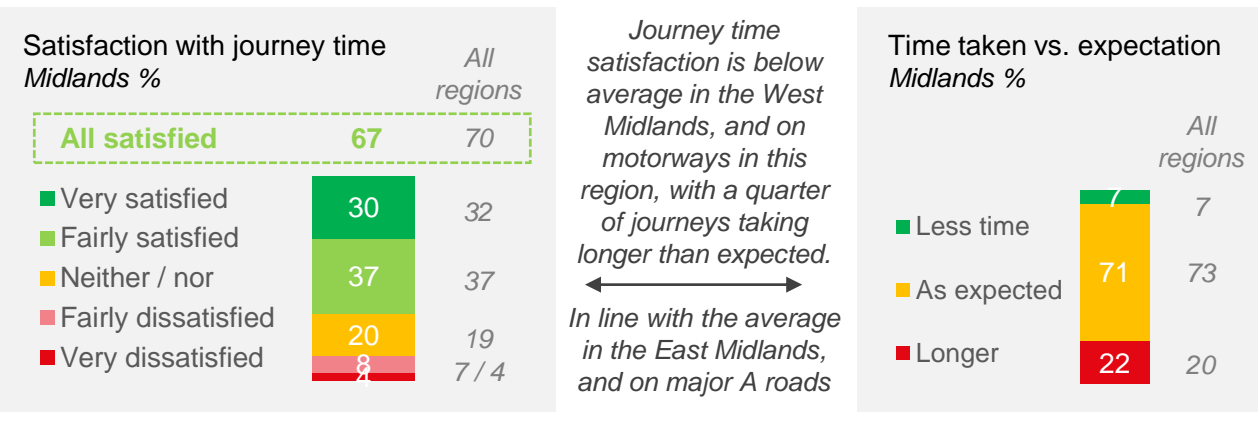 Satisfaction with journey time
Midlands %
All
regions
All satisfied 67 70
Very satisfied 30 32
Fairly satisfied 37 37
Neither / nor 20 19
Fairly dissatisfied 8
Very dissatisfied 4 7 / 4
Journey time
satisfaction is below
average in the West
Midlands, and on
motorways in this
region, with a quarter
of journeys taking
longer than expected.
In line with the average
in the East Midlands,
and on major A roads
Time taken vs. expectation
Midlands %
All
regions
Less time 7 7
As expected 71 73
Longer 22 20